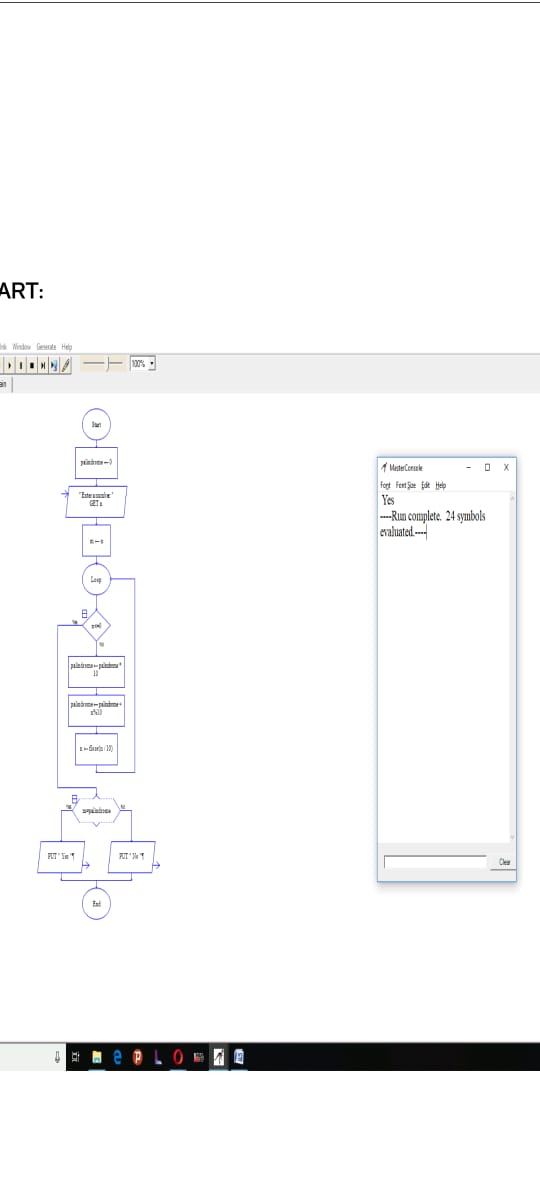 ART:
Window Generate Help
100%
Start
palindrome ← 0
"Enter a number"
GET n
m ← n
Loop
Yes
n=0
No
palindrome ← palindrome *
10
palindrome ← palindrome +
n%10
n ← floor(n / 10)
Yes
m=palindrome
No
PUT "Yes"¶
PUT "No"¶
End
MasterConsole
Font Font Size Edit Help
Yes
----Run complete. 24 symbols
evaluated.----
Clear